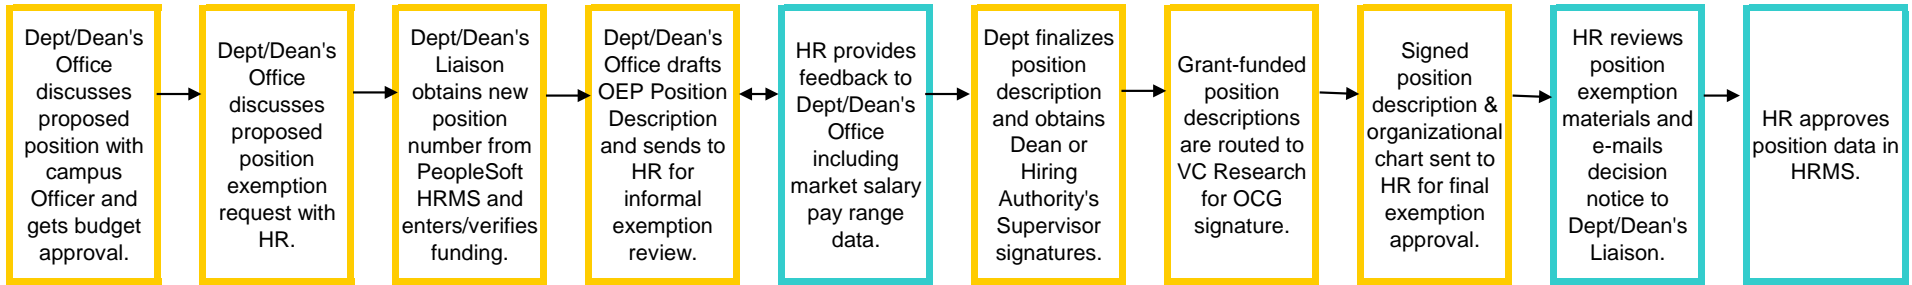 Dept/Dean's
Office
discusses
proposed
position with
campus
Officer and
gets budget
approval.
Dept/Dean's
Office
discusses
proposed
position
exemption
request with
HR.
Dept/Dean's
Liaison
obtains new
position
number from
PeopleSoft
HRMS and
enters/verifies
funding.
Dept/Dean's
Office drafts
OEP Position
Description
and sends to
HR for
informal
exemption
review.
HR provides
feedback to
Dept/Dean's
Office
including
market salary
pay range
data.
Dept finalizes
position
description
and obtains
Dean or
Hiring
Authority's
Supervisor
signatures.
Grant-funded
position
descriptions
are routed to
VC Research
for OCG
signature.
Signed
position
description &
organizational
chart sent to
HR for final
exemption
approval.
HR reviews
position
exemption
materials and
e-mails
decision
notice to
Dept/Dean's
Liaison.
HR approves
position data in
HRMS.